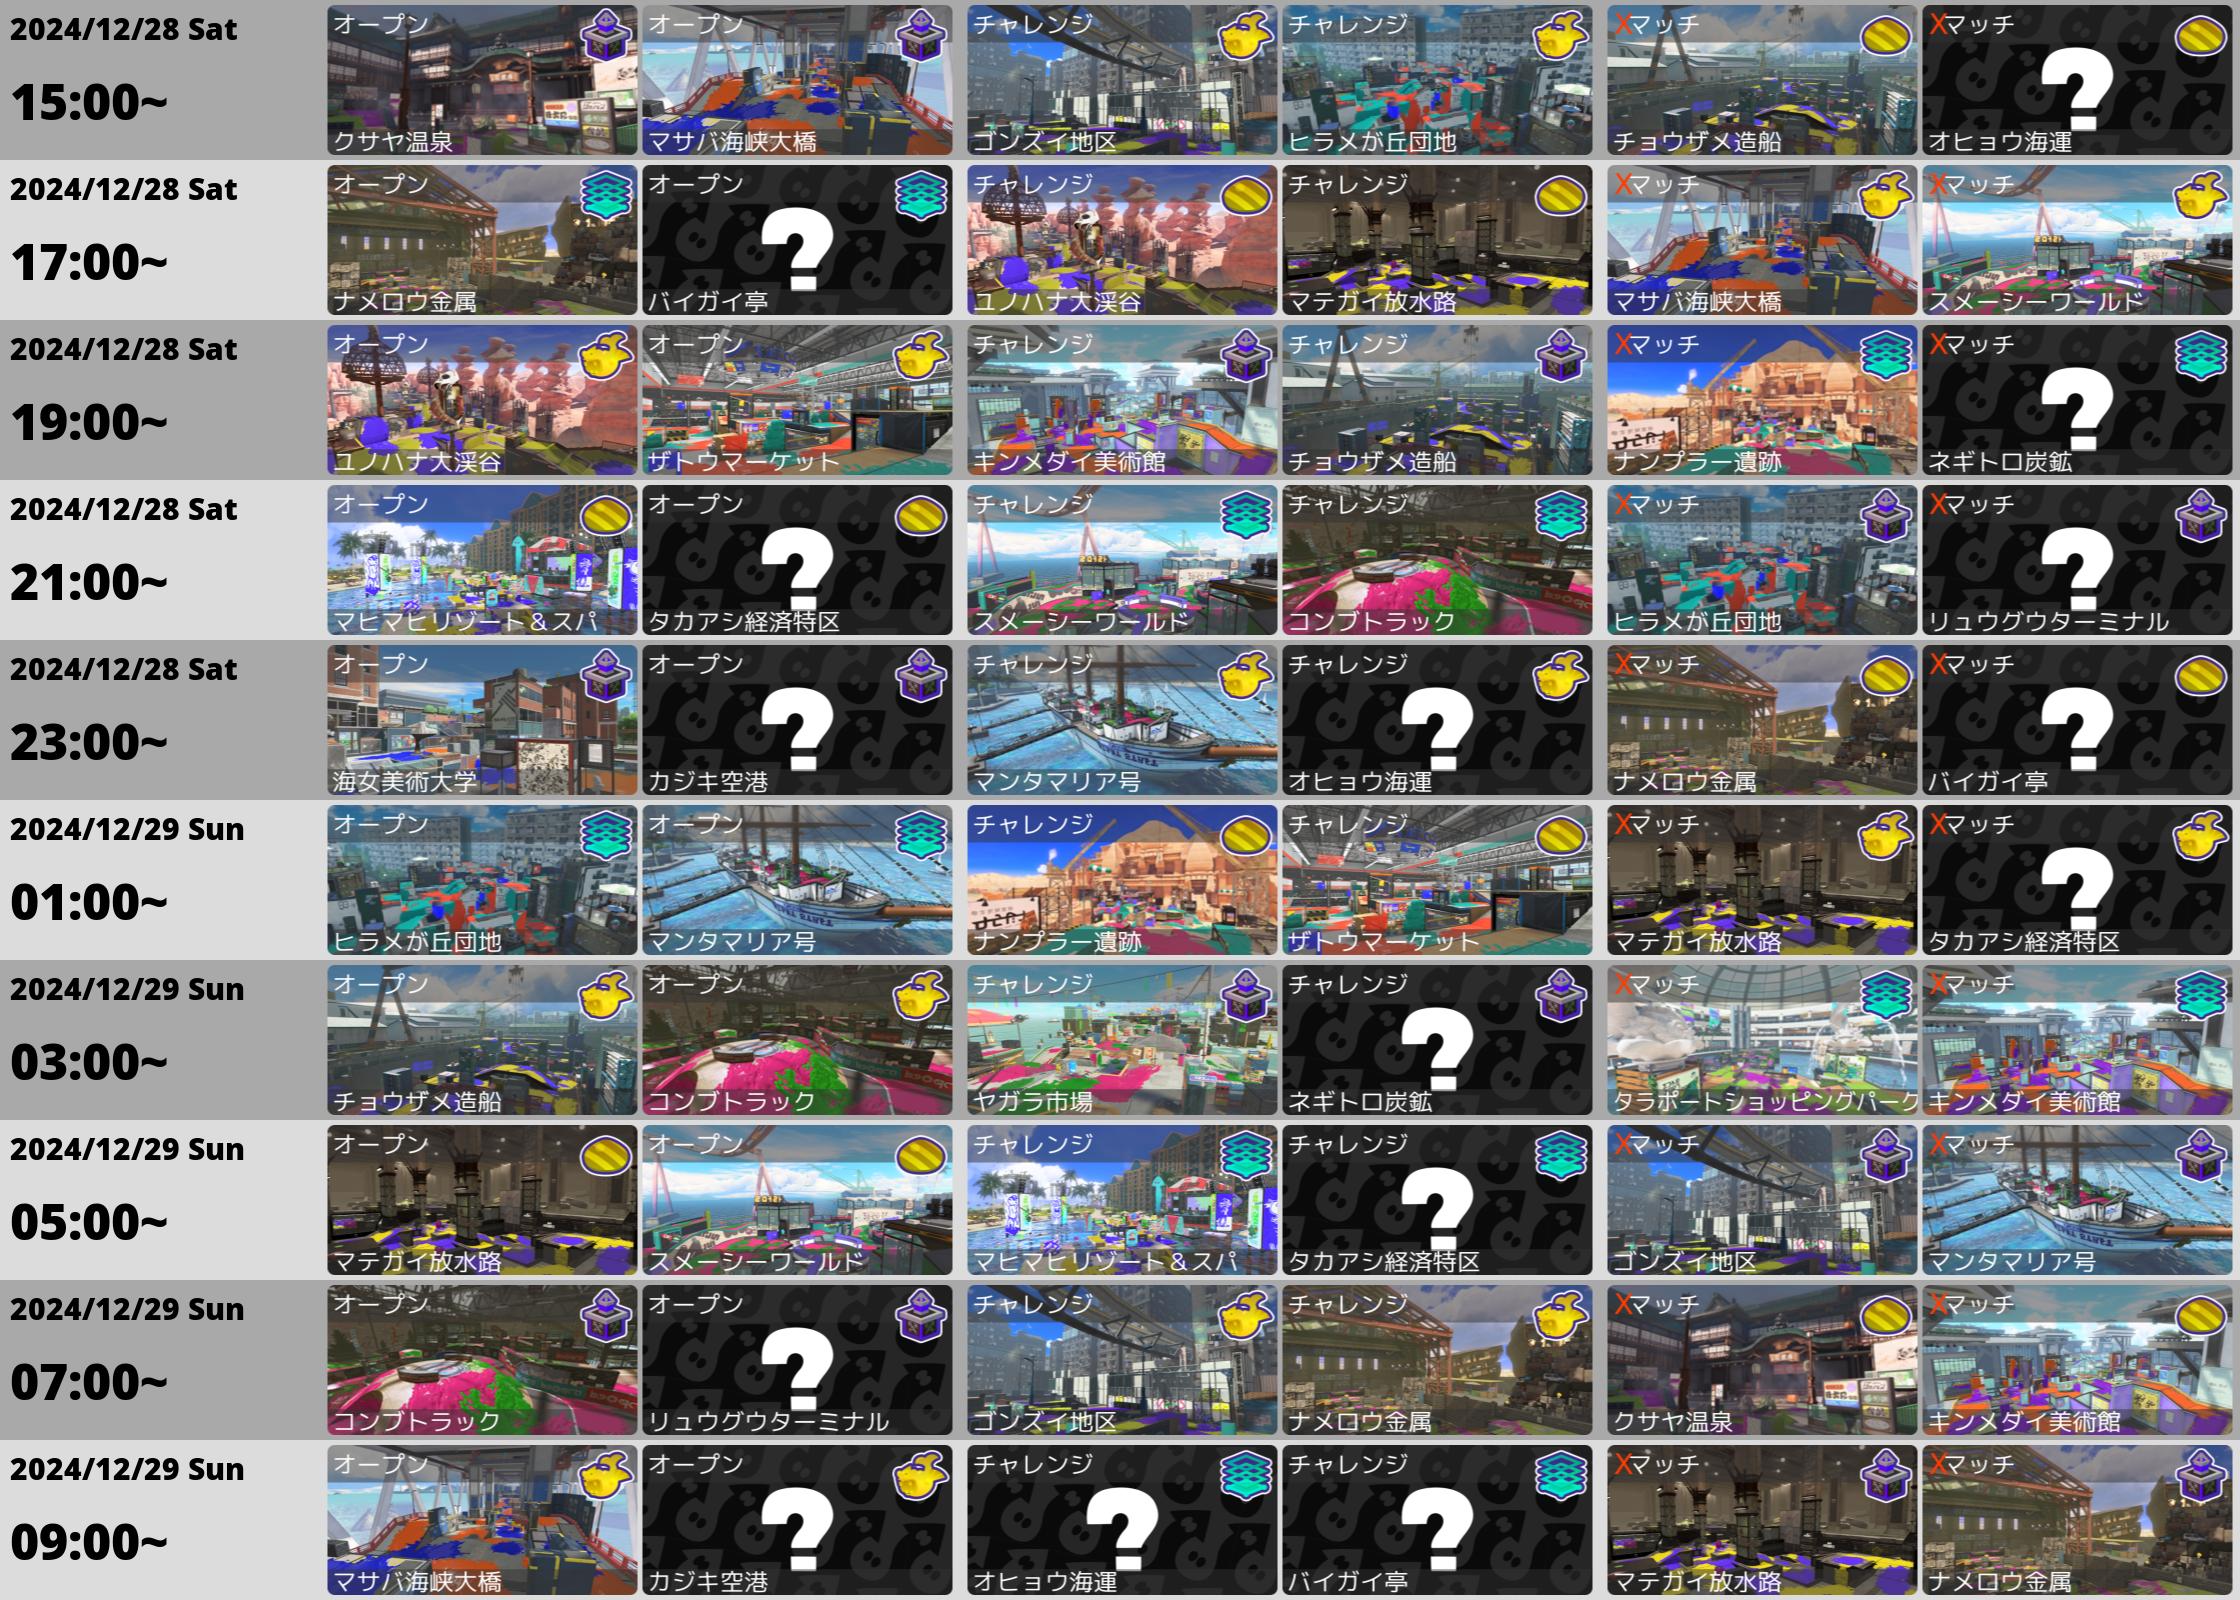 2024/12/28 Sat
15:00~
オープン
クサヤ温泉
オープン
マサバ海峡大橋
チャレンジ
ゴンズイ地区
チャレンジ
ヒラメが丘団地
Xマッチ
チョウザメ造船
Xマッチ
オヒョウ海運
2024/12/28 Sat
17:00~
オープン
ナメロウ金属
オープン
バイガイ亭
チャレンジ
ユノハナ大渓谷
チャレンジ
マテガイ放水路
Xマッチ
マサバ海峡大橋
Xマッチ
スメーシーワールド
2024/12/28 Sat
19:00~
オープン
ユノハナ大渓谷
オープン
ザトウマーケット
チャレンジ
キンメダイ美術館
チャレンジ
チョウザメ造船
Xマッチ
ナンプラー遺跡
Xマッチ
ネギトロ炭鉱
2024/12/28 Sat
21:00~
オープン
マヒマヒリゾート＆スパ
オープン
タカアシ経済特区
チャレンジ
スメーシーワールド
チャレンジ
コンブトラック
Xマッチ
ヒラメが丘団地
Xマッチ
リュウグウターミナル
2024/12/28 Sat
23:00~
オープン
海女美術大学
オープン
カジキ空港
チャレンジ
マンタマリア号
チャレンジ
オヒョウ海運
Xマッチ
ナメロウ金属
Xマッチ
バイガイ亭
2024/12/29 Sun
01:00~
オープン
ヒラメが丘団地
オープン
マンタマリア号
チャレンジ
ナンプラー遺跡
チャレンジ
ザトウマーケット
Xマッチ
マテガイ放水路
Xマッチ
タカアシ経済特区
2024/12/29 Sun
03:00~
オープン
チョウザメ造船
オープン
コンブトラック
チャレンジ
ヤガラ市場
チャレンジ
ネギトロ炭鉱
Xマッチ
タラポートショッピングパーク
Xマッチ
キンメダイ美術館
2024/12/29 Sun
05:00~
オープン
マテガイ放水路
オープン
スメーシーワールド
チャレンジ
マヒマヒリゾート＆スパ
チャレンジ
タカアシ経済特区
Xマッチ
ゴンズイ地区
Xマッチ
マンタマリア号
2024/12/29 Sun
07:00~
オープン
コンブトラック
オープン
リュウグウターミナル
チャレンジ
ゴンズイ地区
チャレンジ
ナメロウ金属
Xマッチ
クサヤ温泉
Xマッチ
キンメダイ美術館
2024/12/29 Sun
09:00~
オープン
マサバ海峡大橋
オープン
カジキ空港
チャレンジ
オヒョウ海運
チャレンジ
バイガイ亭
Xマッチ
マテガイ放水路
Xマッチ
ナメロウ金属